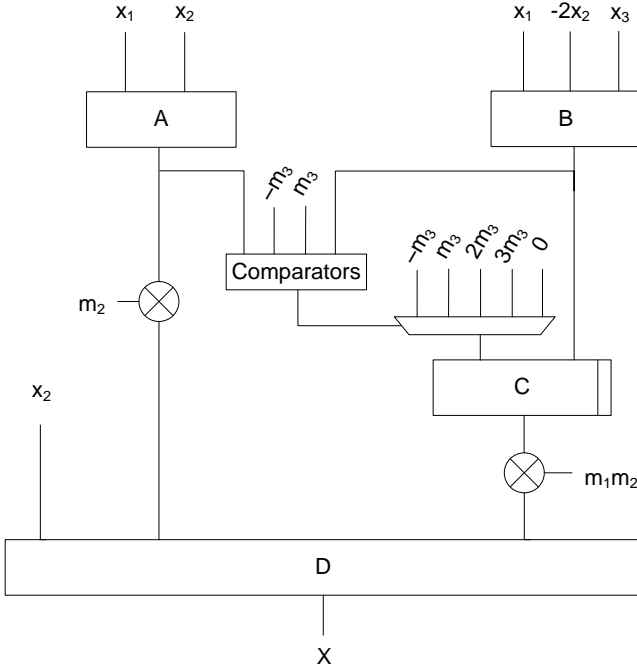 x₁ x₂ x₁ -2x₂ x₃
A B
–m₃ m₃
–m₃ m₃ 2m₃ 3m₃ 0
Comparators
m₂
x₂
C
m₁m₂
D
X